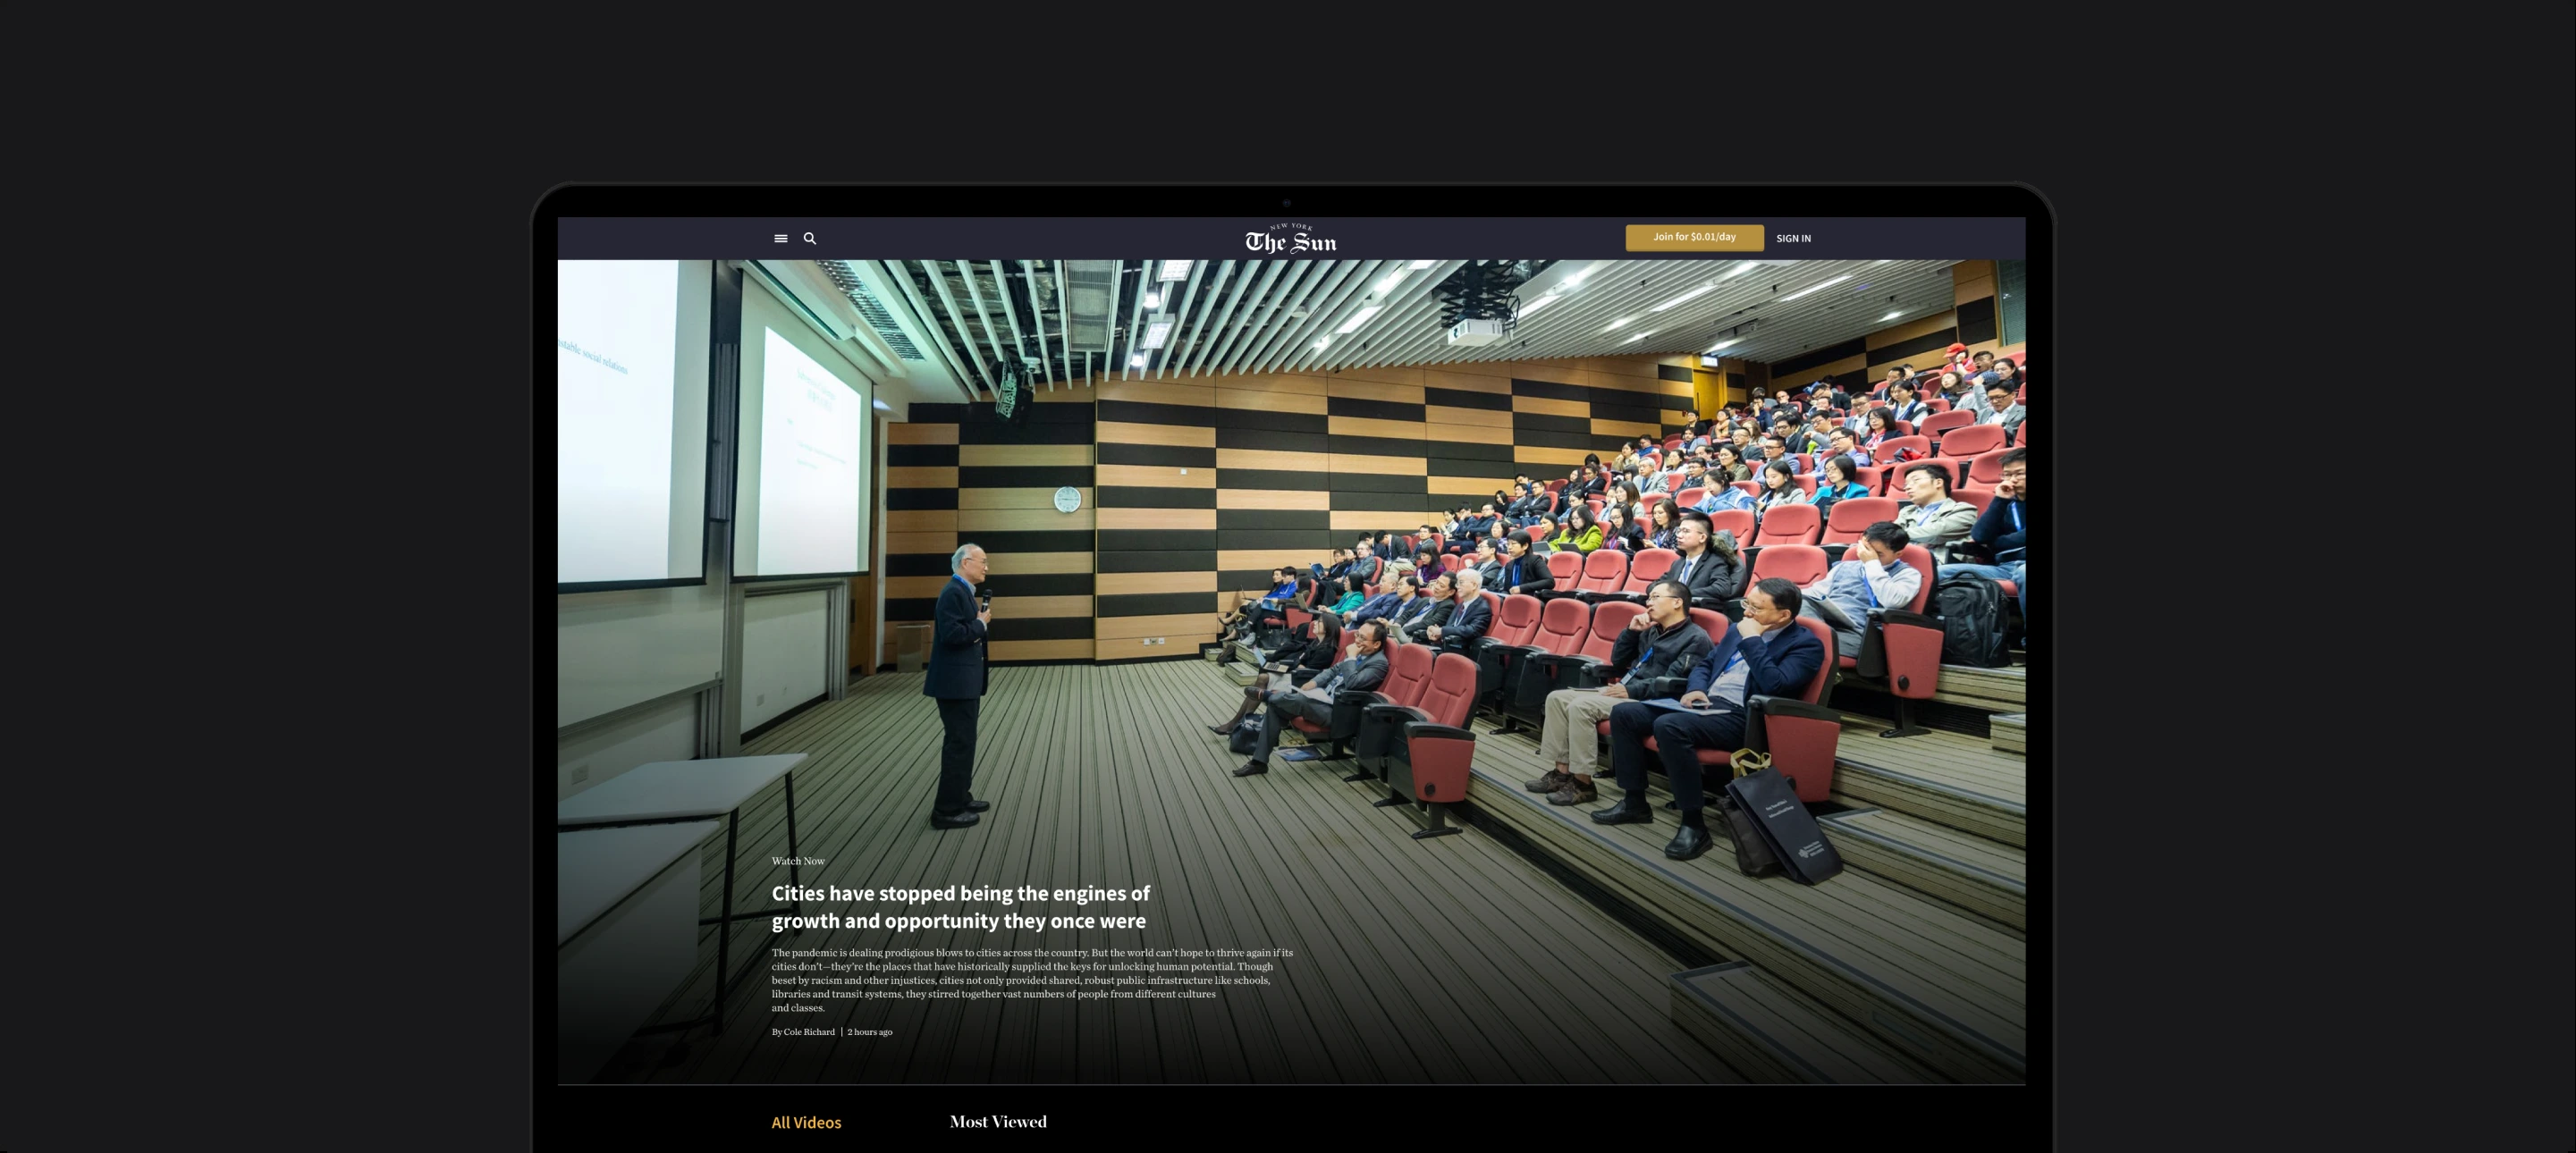 NEW YORK
The Sun
Join for $0.01/day
SIGN IN
stable social relations
Watch Now
Cities have stopped being the engines of
growth and opportunity they once were
The pandemic is dealing prodigious blows to cities across the country. But the world can't hope to thrive again if its
cities don't—they're the places that have historically supplied the keys for unlocking human potential. Though
beset by racism and other injustices, cities not only provided shared, robust public infrastructure like schools,
libraries and transit systems, they stirred together vast numbers of people from different cultures
and classes.
By Cole Richard | 2 hours ago
All Videos
Most Viewed